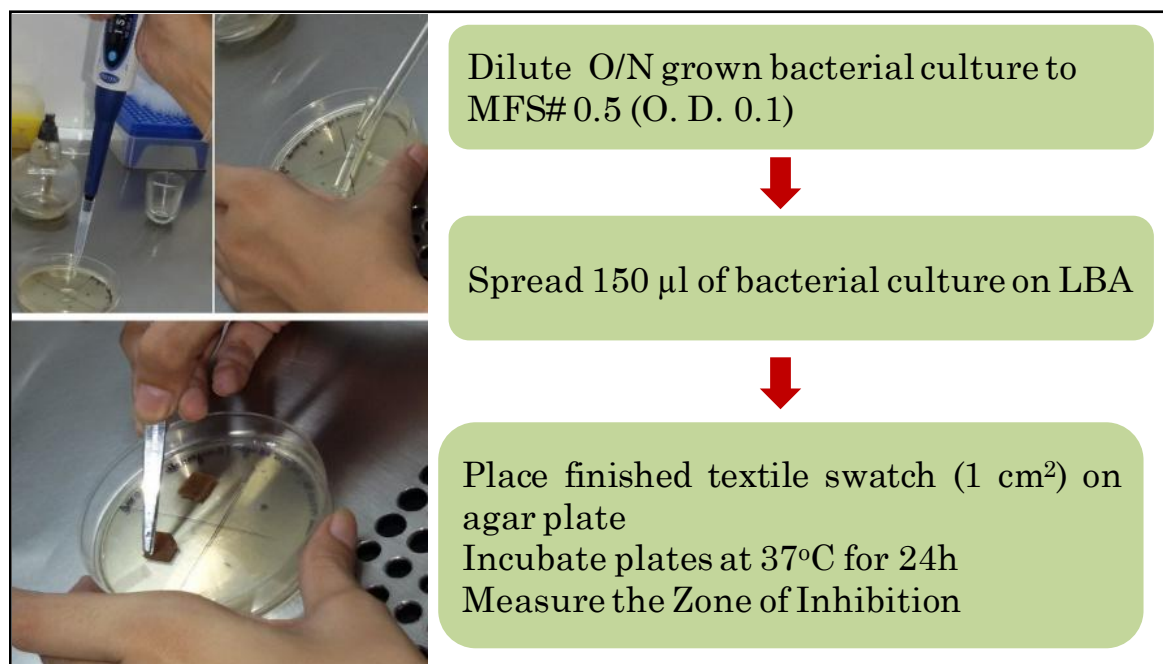 Dilute O/N grown bacterial culture to
MFS# 0.5 (O. D. 0.1)
Spread 150 µl of bacterial culture on LBA
Place finished textile swatch (1 cm²) on
agar plate
Incubate plates at 37ᵒC for 24h
Measure the Zone of Inhibition